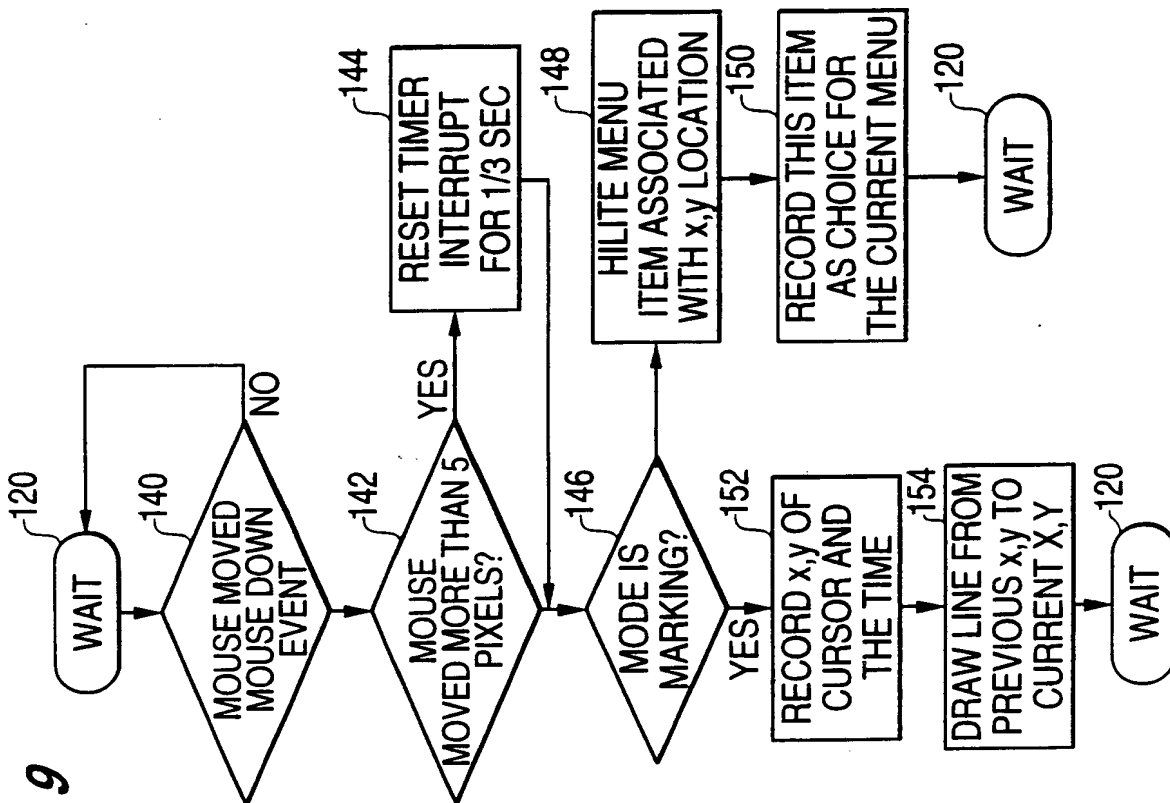 9
120
WAIT
140
MOUSE MOVED
MOUSE DOWN
EVENT
NO
142
MOUSE
MOVED MORE THAN 5
PIXELS?
YES
144
RESET TIMER
INTERRUPT
FOR 1/3 SEC
146
MODE IS
MARKING?
YES
148
HILITE MENU
ITEM ASSOCIATED
WITH x,y LOCATION
150
RECORD THIS ITEM
AS CHOICE FOR
THE CURRENT MENU
120
WAIT
152
RECORD x,y OF
CURSOR AND
THE TIME
154
DRAW LINE FROM
PREVIOUS x,y TO
CURRENT X,Y
120
WAIT